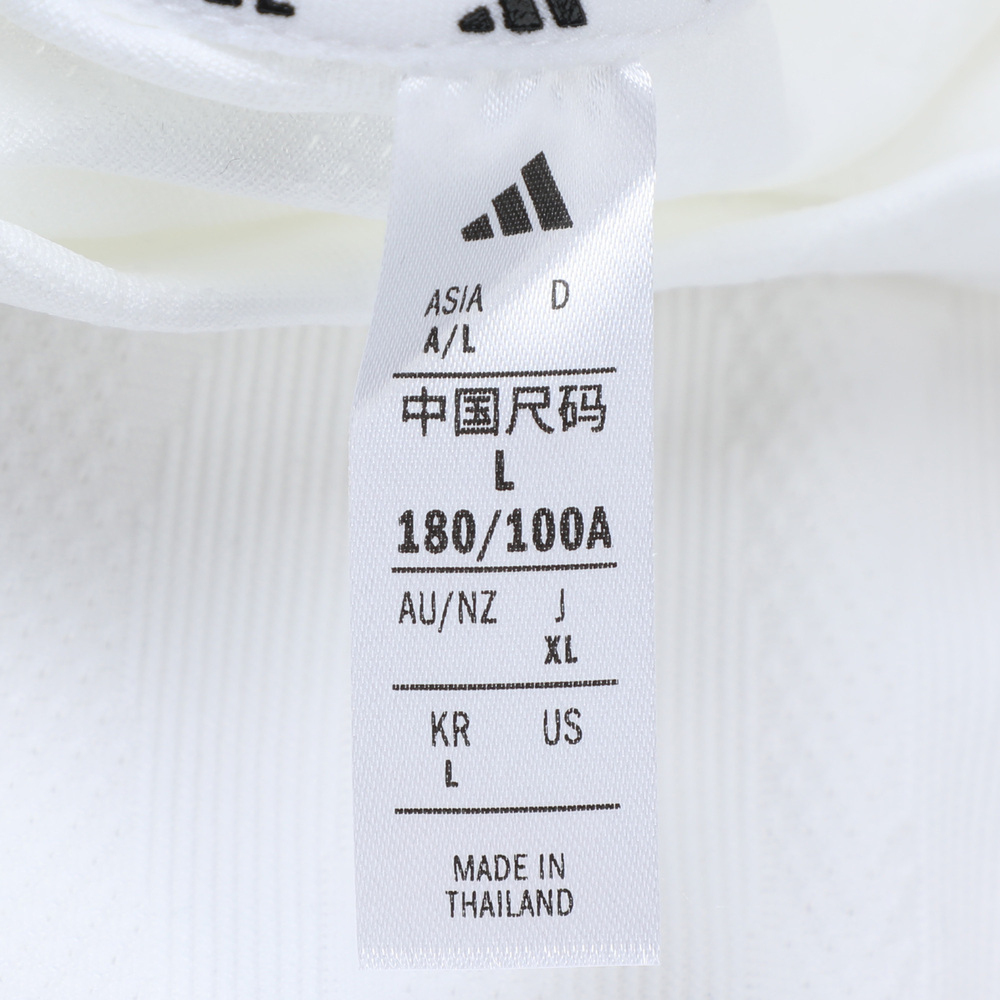 ASIA D
A/L
中国尺码
L
180/100A
AU/NZ J
XL
KR US
L
MADE IN
THAILAND